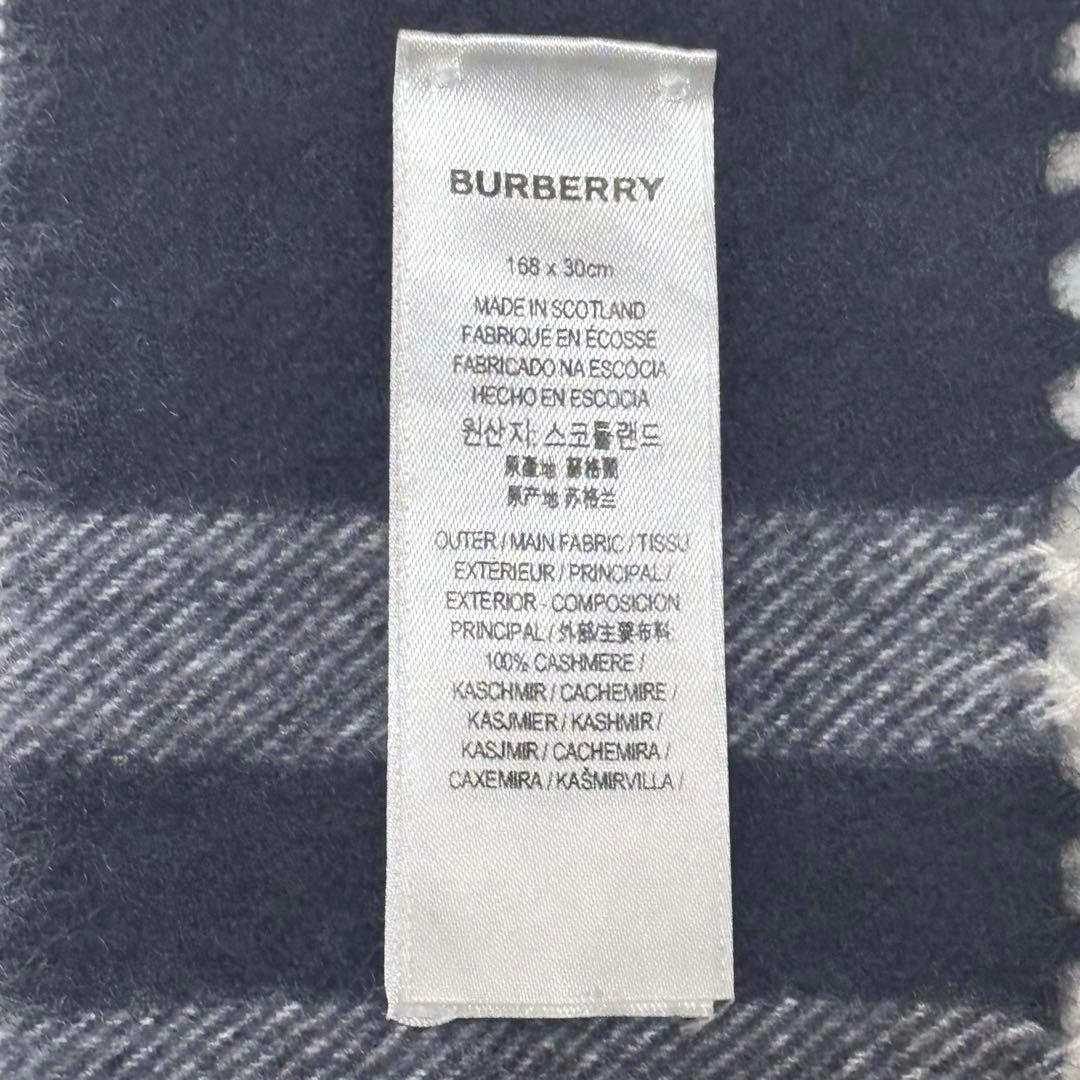 BURBERRY
168 x 30cm
MADE IN SCOTLAND
FABRIQUE EN ÉCOSSE
FABRICADO NA ESCÓCIA
HECHO EN ESCOCIA
원산지: 스코틀랜드
原產地 蘇格蘭
原产地 苏格兰
OUTER / MAIN FABRIC / TISSU
EXTERIEUR / PRINCIPAL /
EXTERIOR - COMPOSICION
PRINCIPAL / 外部/主要布料
100% CASHMERE /
KASCHMIR / CACHEMIRE /
KASJMIER / KASHMIR /
KASJMIR / CACHEMIRA /
CAXEMIRA / KAŠMIRVILLA /